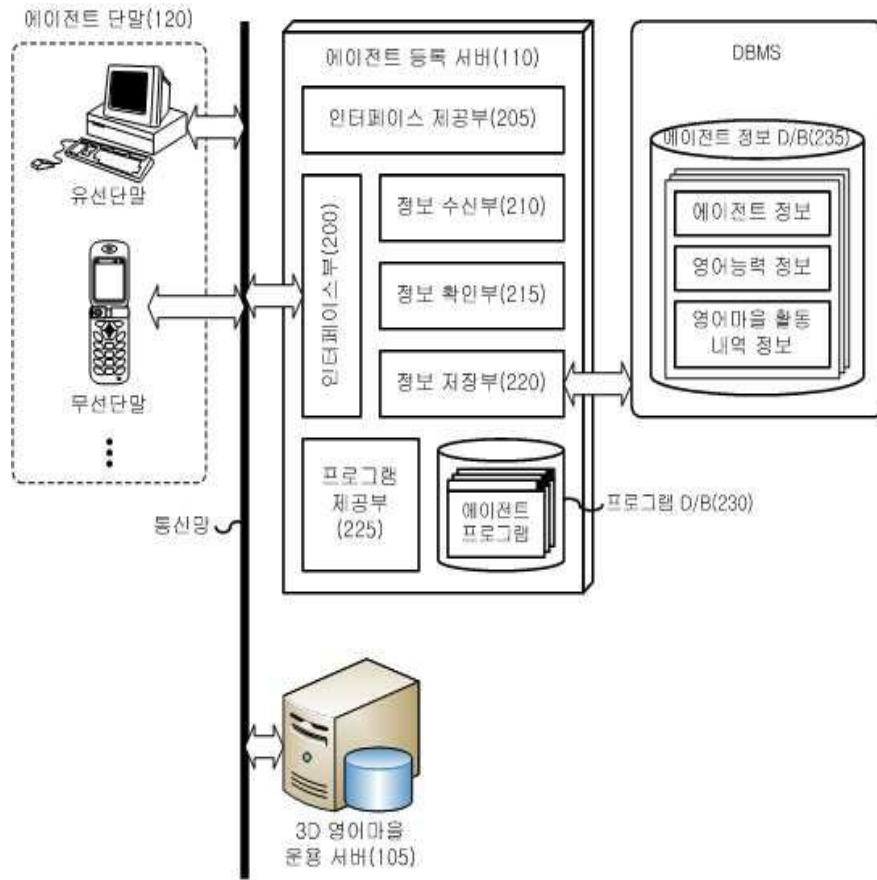 에이전트 단말(120)
유선단말
무선단말
통신망
에이전트 등록 서버(110)
인터페이스 제공부(205)
인터페이스부(200)
정보 수신부(210)
정보 확인부(215)
정보 저장부(220)
프로그램
제공부
(225)
에이전트
프로그램
프로그램 D/B(230)
DBMS
에이전트 정보 D/B(235)
에이전트 정보
영어능력 정보
영어마을 활동
내역 정보
3D 영어마을
운용 서버(105)